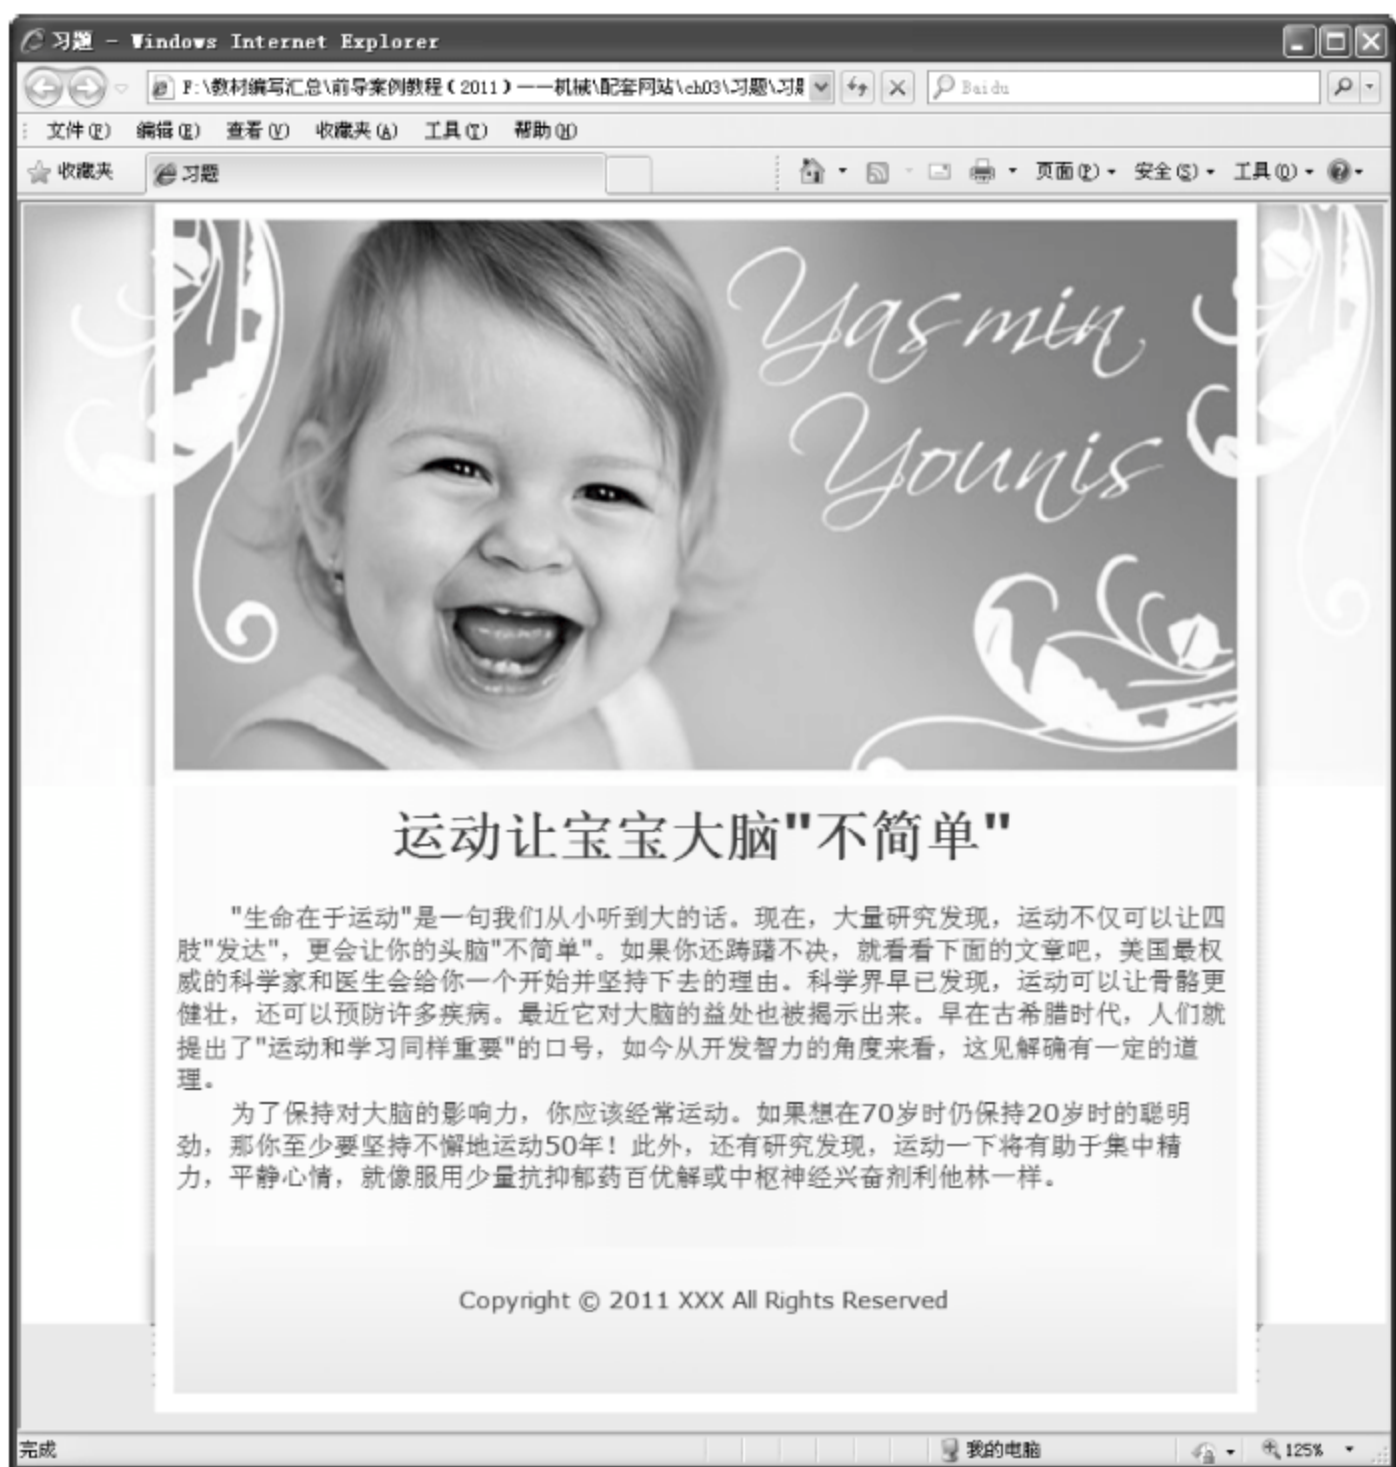 习题 - Windows Internet Explorer
F:\教材编写汇总\前导案例教程(2011)——机械\配套网站\ch03\习题\习题
Baidu
文件(F) 编辑(E) 查看(V) 收藏夹(A) 工具(T) 帮助(H)
收藏夹 习题 页面(P) 安全(S) 工具(O)
Yasmin
Younis
运动让宝宝大脑"不简单"
"生命在于运动"是一句我们从小听到大的话。现在，大量研究发现，运动不仅可以让四
肢"发达"，更会让你的头脑"不简单"。如果你还踌躇不决，就看看下面的文章吧，美国最权
威的科学家和医生会给你一个开始并坚持下去的理由。科学界早已发现，运动可以让骨骼更
健壮，还可以预防许多疾病。最近它对大脑的益处也被揭示出来。早在古希腊时代，人们就
提出了"运动和学习同样重要"的口号，如今从开发智力的角度来看，这见解确有一定的道
理。
为了保持对大脑的影响力，你应该经常运动。如果想在70岁时仍保持20岁时的聪明
劲，那你至少要坚持不懈地运动50年！此外，还有研究发现，运动一下将有助于集中精
力，平静心情，就像服用少量抗抑郁药百优解或中枢神经兴奋剂利他林一样。
Copyright © 2011 XXX All Rights Reserved
完成 我的电脑 125%